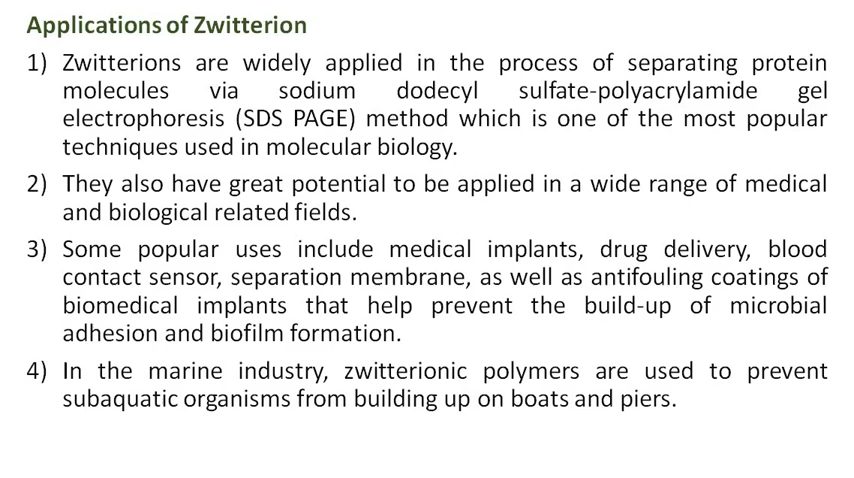 Applications of Zwitterion
1) Zwitterions are widely applied in the process of separating protein
molecules via sodium dodecyl sulfate-polyacrylamide gel
electrophoresis (SDS PAGE) method which is one of the most popular
techniques used in molecular biology.
2) They also have great potential to be applied in a wide range of medical
and biological related fields.
3) Some popular uses include medical implants, drug delivery, blood
contact sensor, separation membrane, as well as antifouling coatings of
biomedical implants that help prevent the build-up of microbial
adhesion and biofilm formation.
4) In the marine industry, zwitterionic polymers are used to prevent
subaquatic organisms from building up on boats and piers.